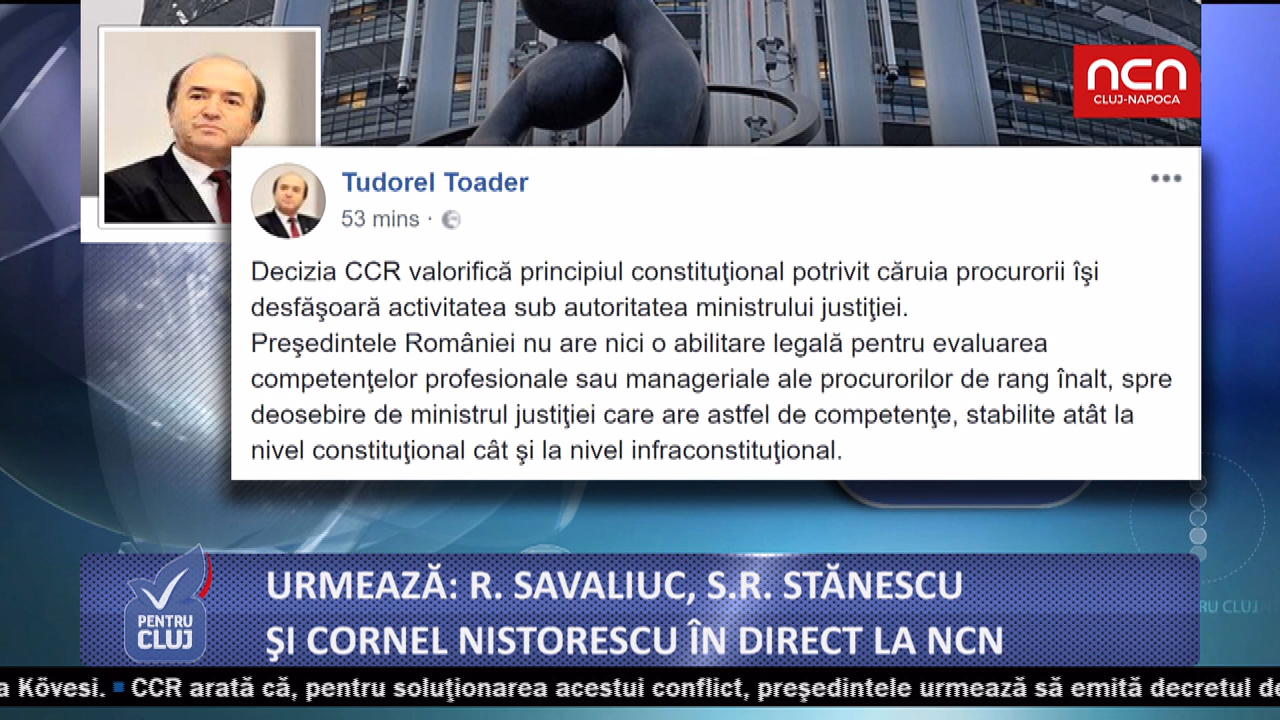 ncn
CLUJ-NAPOCA
Tudorel Toader
53 mins ·
Decizia CCR valorifică principiul constituţional potrivit căruia procurorii îşi
desfăşoară activitatea sub autoritatea ministrului justiţiei.
Preşedintele României nu are nici o abilitare legală pentru evaluarea
competenţelor profesionale sau manageriale ale procurorilor de rang înalt, spre
deosebire de ministrul justiţiei care are astfel de competenţe, stabilite atât la
nivel constituţional cât şi la nivel infraconstituţional.
URMEAZĂ: R. SAVALIUC, S.R. STĂNESCU
ŞI CORNEL NISTORESCU ÎN DIRECT LA NCN
PENTRU
CLUJ
RU CLUJ
a Kövesi. ▪ CCR arată că, pentru soluţionarea acestui conflict, preşedintele urmează să emită decretul de